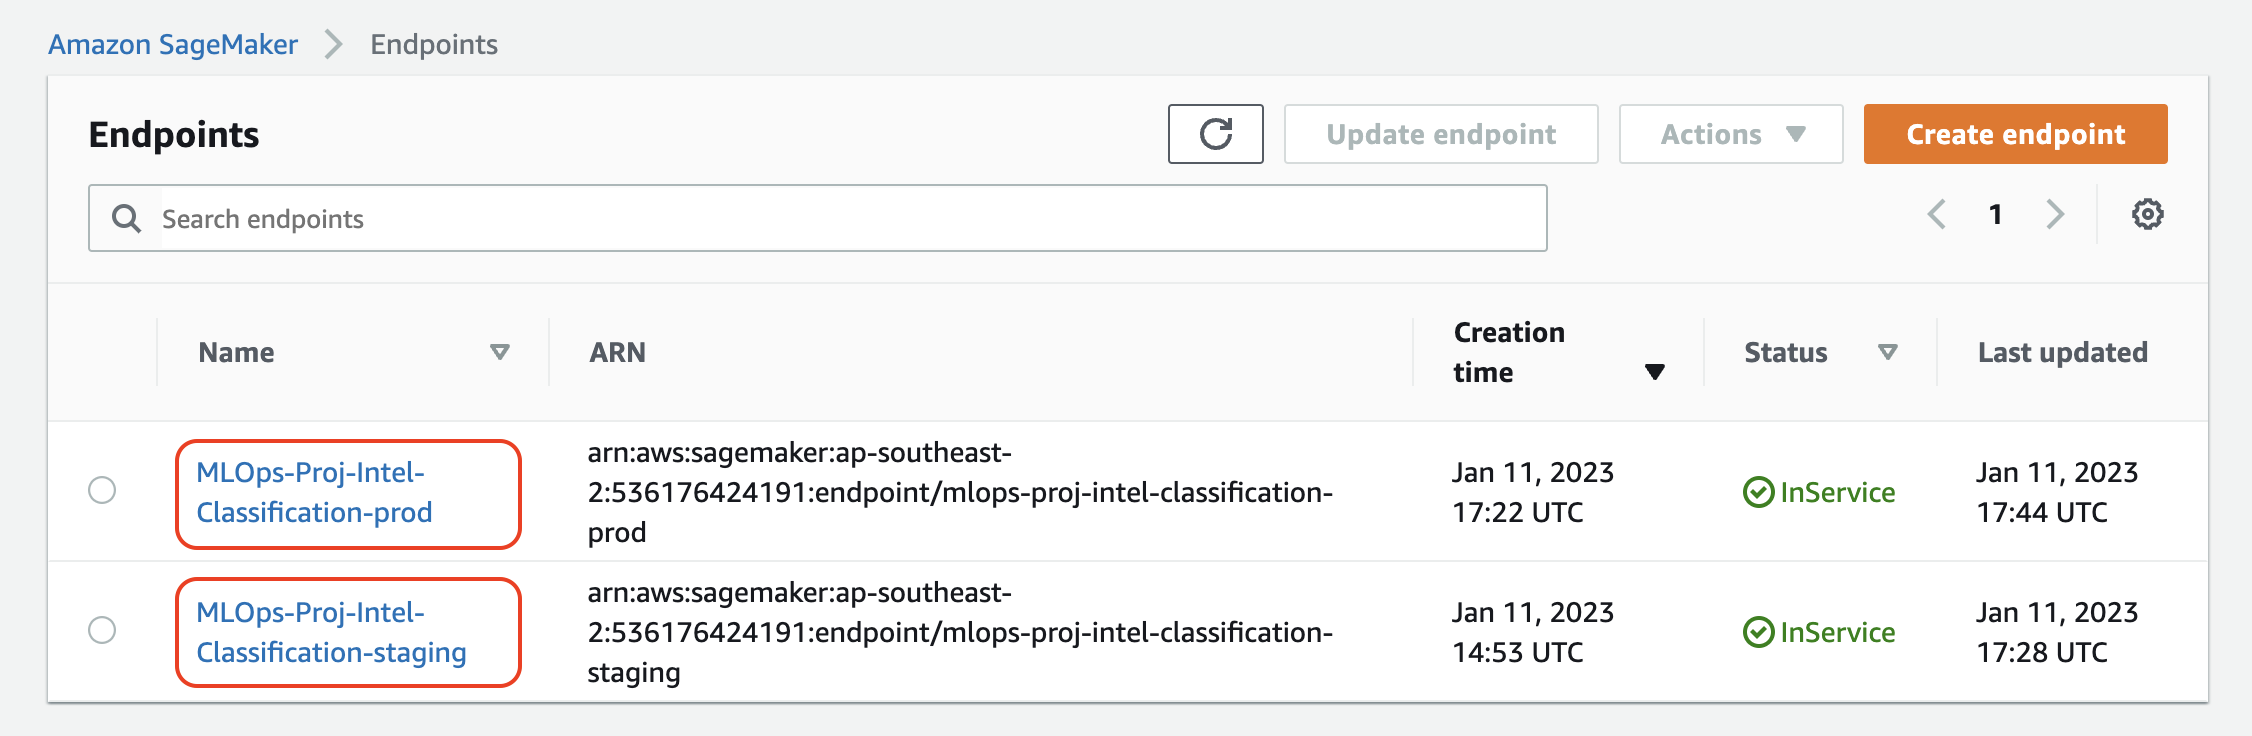 Amazon SageMaker
Endpoints
Endpoints
Update endpoint
Actions
Create endpoint
Search endpoints
1
Name
ARN
Creation
time
Status
Last updated
MLOps-Proj-Intel-
Classification-prod
arn:aws:sagemaker:ap-southeast-
2:536176424191:endpoint/mlops-proj-intel-classification-
prod
Jan 11, 2023
17:22 UTC
InService
Jan 11, 2023
17:44 UTC
MLOps-Proj-Intel-
Classification-staging
arn:aws:sagemaker:ap-southeast-
2:536176424191:endpoint/mlops-proj-intel-classification-
staging
Jan 11, 2023
14:53 UTC
InService
Jan 11, 2023
17:28 UTC